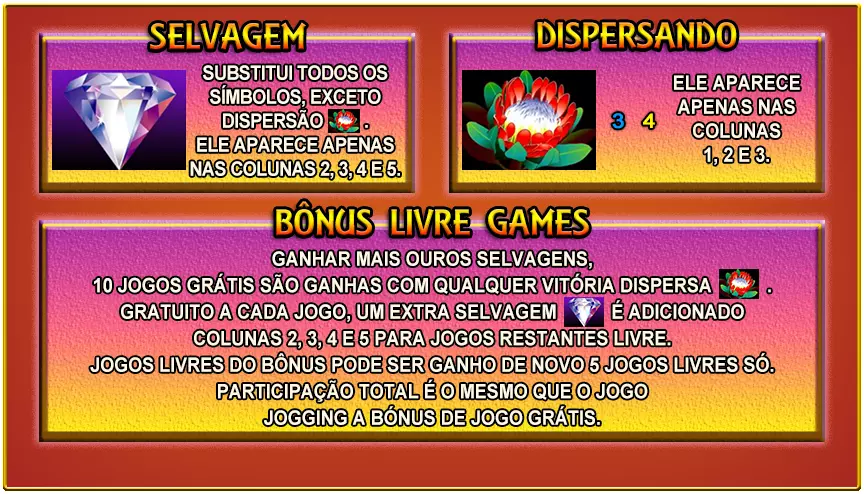 SELVAGEM
SUBSTITUI TODOS OS
SÍMBOLOS, EXCETO
DISPERSÃO .
ELE APARECE APENAS
NAS COLUNAS 2, 3, 4 E 5.
DISPERSANDO
3 4
ELE APARECE
APENAS NAS
COLUNAS
1, 2 E 3.
BÔNUS LIVRE GAMES
GANHAR MAIS OUROS SELVAGENS,
10 JOGOS GRÁTIS SÃO GANHAS COM QUALQUER VITÓRIA DISPERSA .
GRATUITO A CADA JOGO, UM EXTRA SELVAGEM É ADICIONADO
COLUNAS 2, 3, 4 E 5 PARA JOGOS RESTANTES LIVRE.
JOGOS LIVRES DO BÔNUS PODE SER GANHO DE NOVO 5 JOGOS LIVRES SÓ.
PARTICIPAÇÃO TOTAL É O MESMO QUE O JOGO
JOGGING A BÓNUS DE JOGO GRÁTIS.